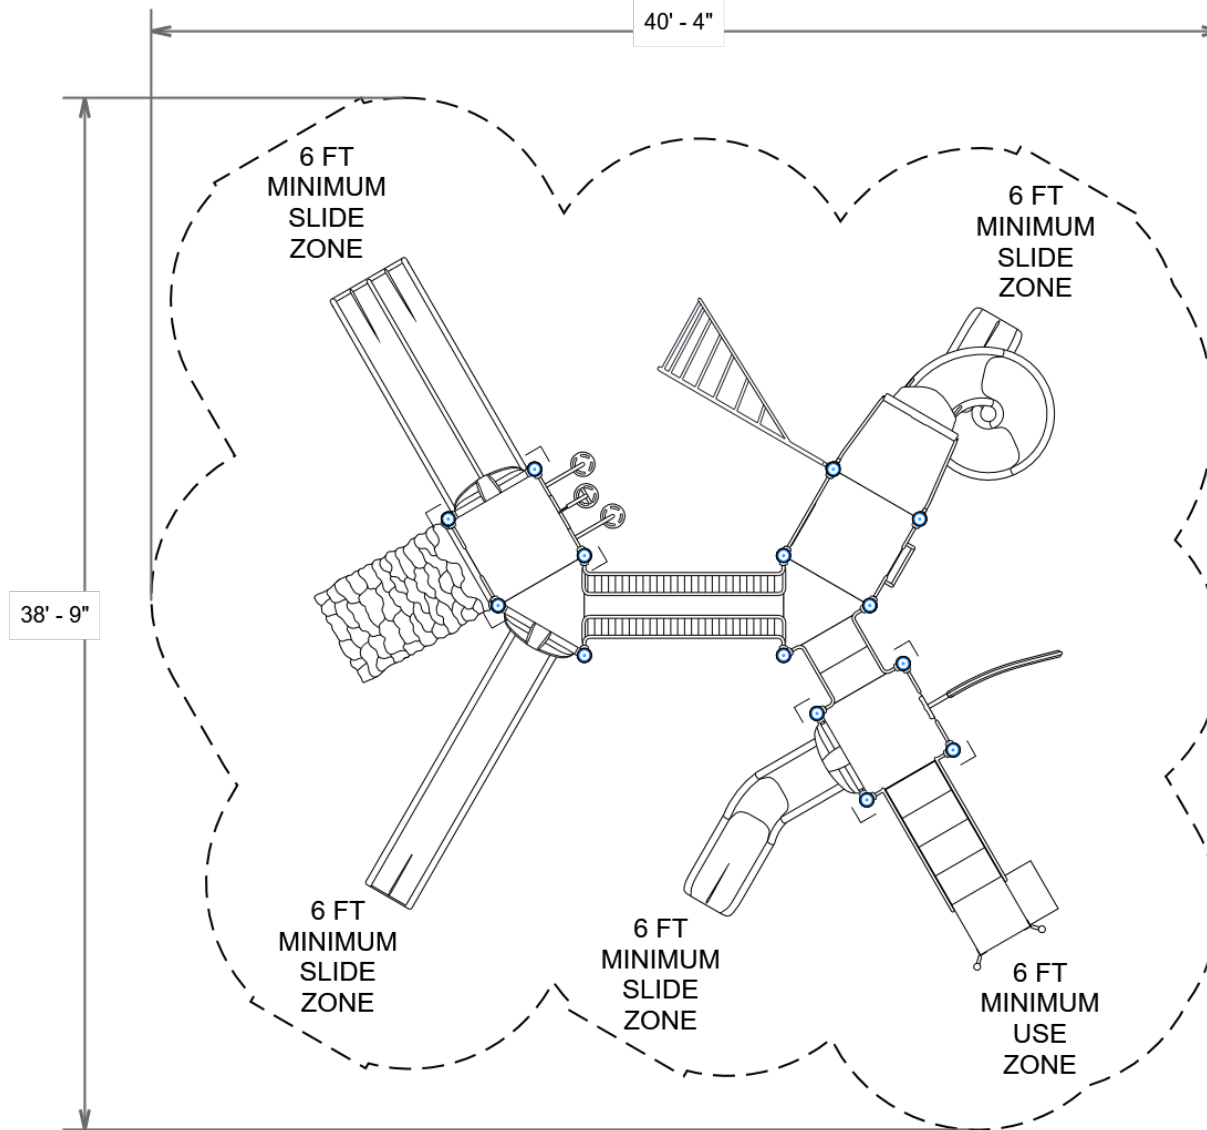 40' - 4"
6 FT
MINIMUM
SLIDE
ZONE
6 FT
MINIMUM
SLIDE
ZONE
38' - 9"
6 FT
MINIMUM
SLIDE
ZONE
6 FT
MINIMUM
SLIDE
ZONE
6 FT
MINIMUM
USE
ZONE